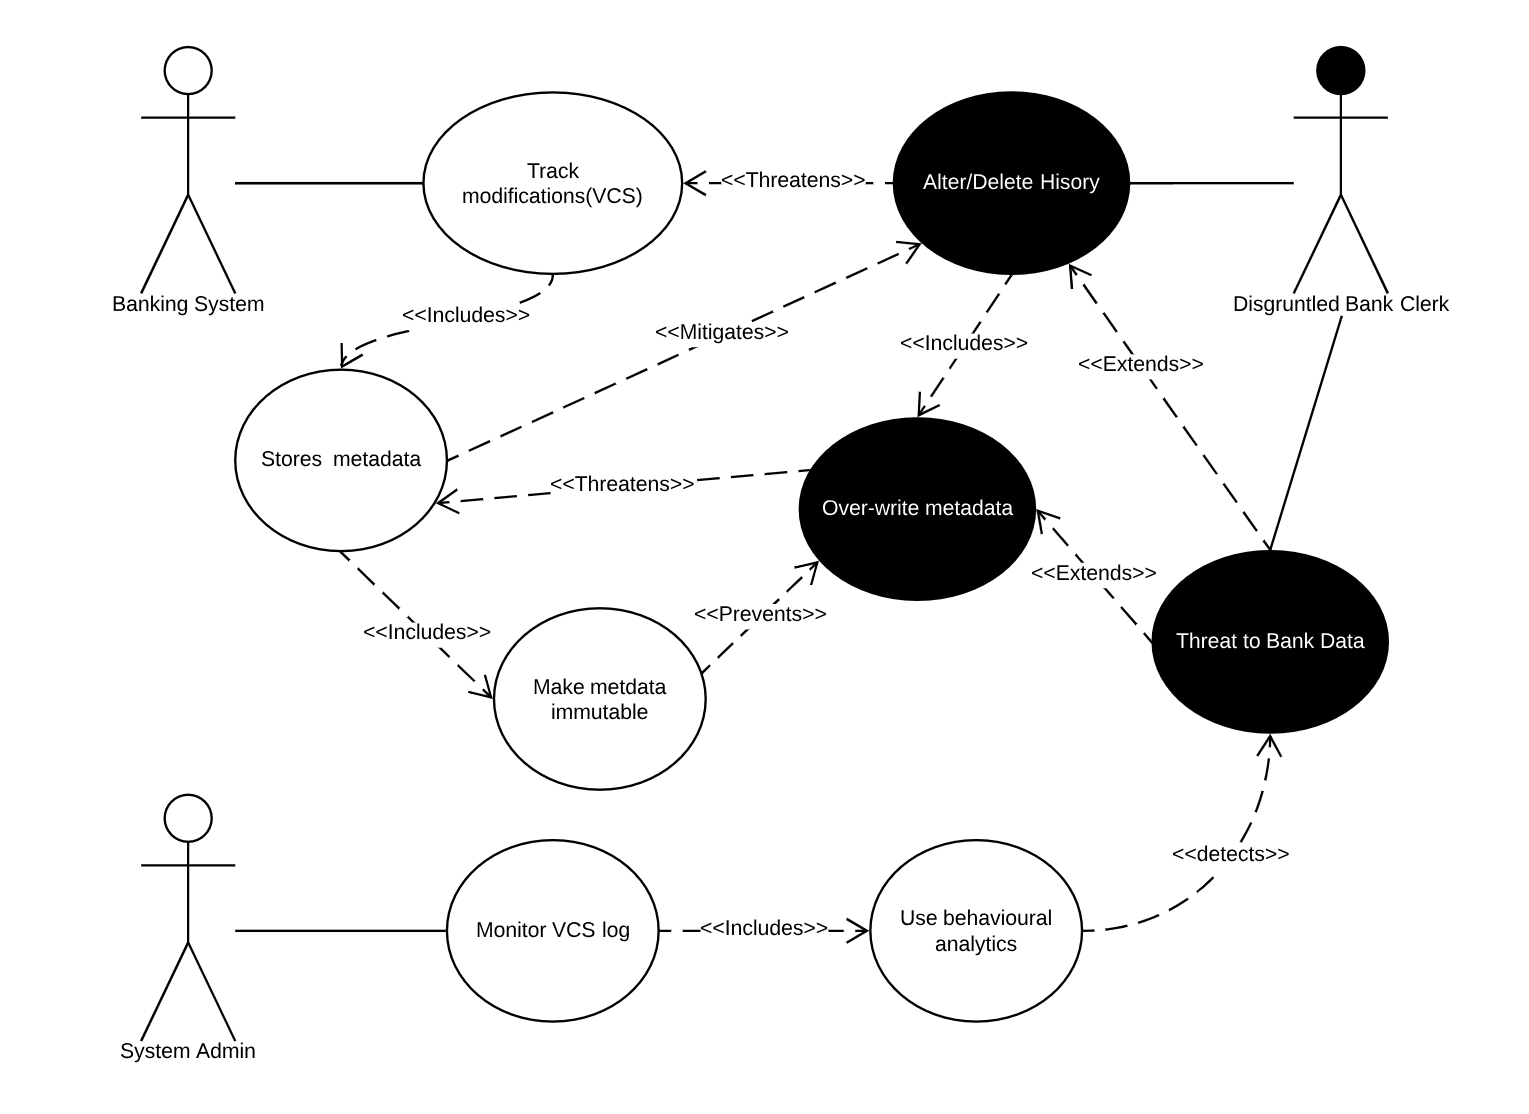 Track
modifications(VCS)
<<Threatens>>
Alter/Delete Hisory
Banking System
Disgruntled Bank Clerk
<<Includes>>
<<Mitigates>>
<<Includes>>
<<Extends>>
Stores  metadata
<<Threatens>>
Over-write metadata
<<Extends>>
<<Prevents>>
<<Includes>>
Threat to Bank Data
Make metdata
immutable
<<detects>>
Monitor VCS log
<<Includes>>
Use behavioural
analytics
System Admin